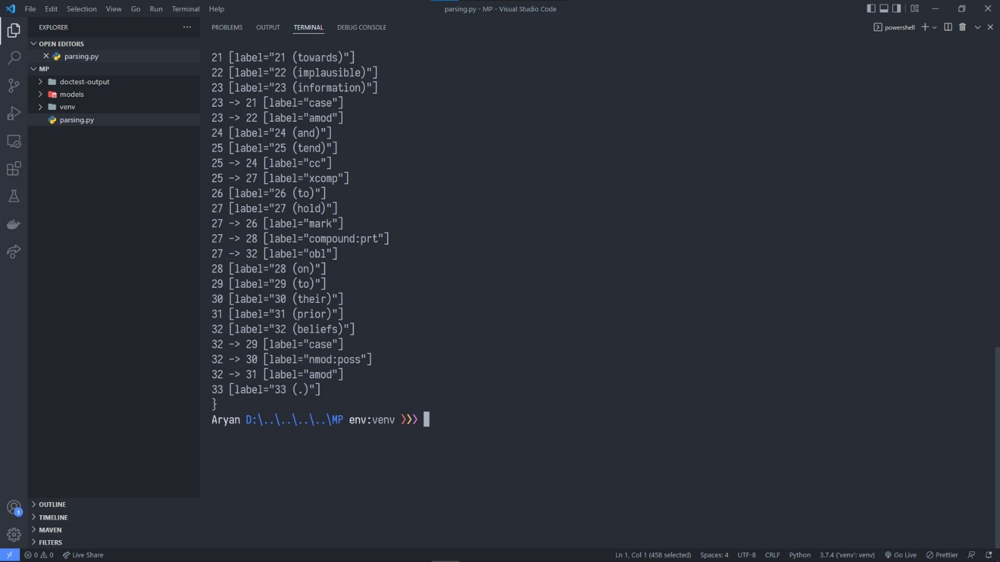 File Edit Selection View Go Run Terminal Help
parsing.py - MP - Visual Studio Code
EXPLORER
OPEN EDITORS
parsing.py
MP
doctest-output
models
venv
parsing.py
OUTLINE
TIMELINE
MAVEN
FILTERS
PROBLEMS OUTPUT TERMINAL DEBUG CONSOLE
powershell
21 [label="21 (towards)"]
22 [label="22 (implausible)"]
23 [label="23 (information)"]
23 -> 21 [label="case"]
23 -> 22 [label="amod"]
24 [label="24 (and)"]
25 [label="25 (tend)"]
25 -> 24 [label="cc"]
25 -> 27 [label="xcomp"]
26 [label="26 (to)"]
27 [label="27 (hold)"]
27 -> 26 [label="mark"]
27 -> 28 [label="compound:prt"]
27 -> 32 [label="obl"]
28 [label="28 (on)"]
29 [label="29 (to)"]
30 [label="30 (their)"]
31 [label="31 (prior)"]
32 [label="32 (beliefs)"]
32 -> 29 [label="case"]
32 -> 30 [label="nmod:poss"]
32 -> 31 [label="amod"]
33 [label="33 (.)"]
}
Aryan D:\..\..\..\..\MP env:venv ❯❯❯
1
0 0 Live Share
Ln 1, Col 1 (458 selected) Spaces: 4 UTF-8 CRLF Python 3.7.4 ('venv': venv) Go Live Prettier